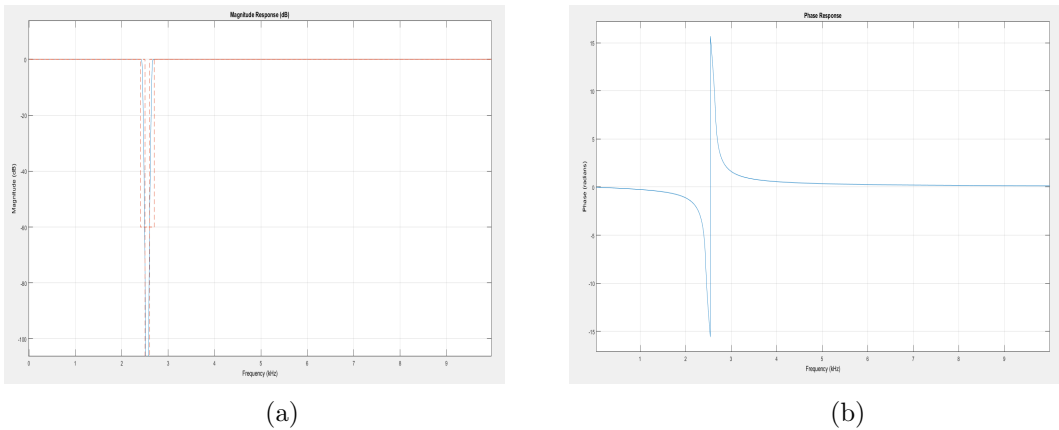 Magnitude Response (dB)
Magnitude (dB)
0
-20
-40
-60
-80
-100
0 1 2 3 4 5 6 7 8 9
Frequency (kHz)
(a)
Phase Response
Phase (radians)
15
10
5
0
-5
-10
-15
1 2 3 4 5 6 7 8 9
Frequency (kHz)
(b)